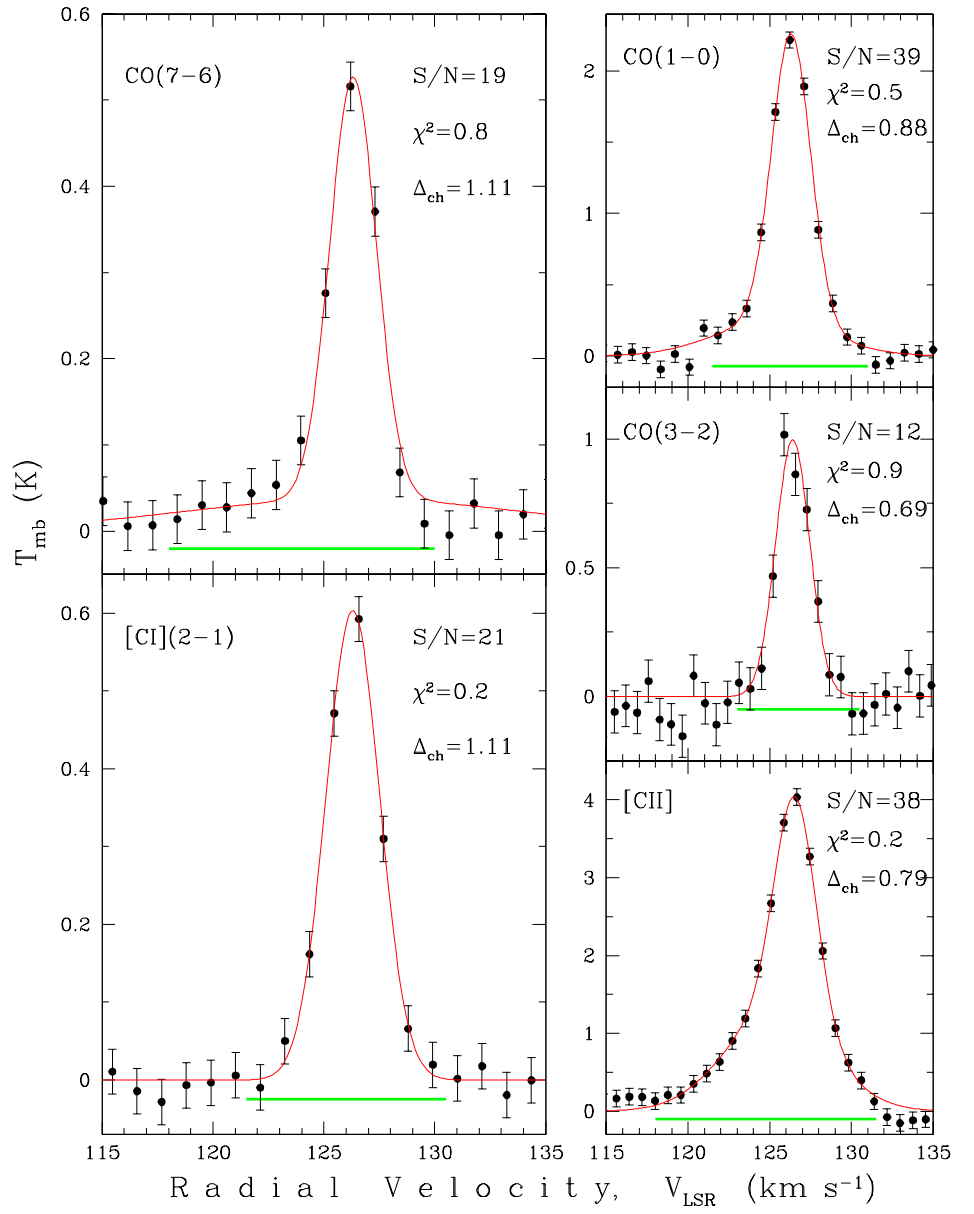 CO(7−6)
S/N=19
χ²=0.8
Δch=1.11
0.6
0.4
0.2
0
[CI](2−1)
S/N=21
χ²=0.2
Δch=1.11
0.6
0.4
0.2
0
115 120 125 130 135
CO(1−0)
S/N=39
χ²=0.5
Δch=0.88
2
1
0
CO(3−2)
S/N=12
χ²=0.9
Δch=0.69
1
0.5
0
[CII]
S/N=38
χ²=0.2
Δch=0.79
4
3
2
1
0
115 120 125 130 135
Tmb (K)
Radial Velocity, VLSR (km s⁻¹)